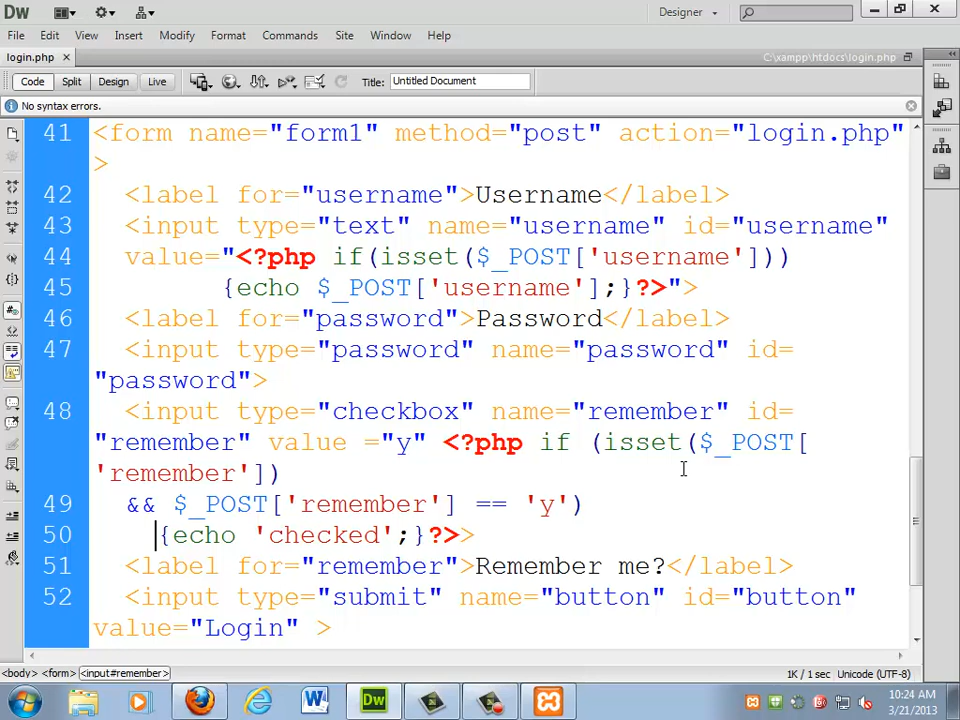 Dw
Designer
File Edit View Insert Modify Format Commands Site Window Help
login.php × C:\xampp\htdocs\login.php
Code Split Design Live Title: Untitled Document
No syntax errors.
41 <form name="form1" method="post" action="login.php"
>
42 <label for="username">Username</label>
43 <input type="text" name="username" id="username"
44 value="<?php if(isset($_POST['username']))
45 {echo $_POST['username'];}?>">
46 <label for="password">Password</label>
47 <input type="password" name="password" id=
"password">
48 <input type="checkbox" name="remember" id=
"remember" value ="y" <?php if (isset($_POST[
'remember'])
49 && $_POST['remember'] == 'y')
50 {echo 'checked';}?>>
51 <label for="remember">Remember me?</label>
52 <input type="submit" name="button" id="button"
value="Login" >
<body> <form> <input#remember> 1K / 1 sec Unicode (UTF-8)
W Dw
10:24 AM
3/21/2013